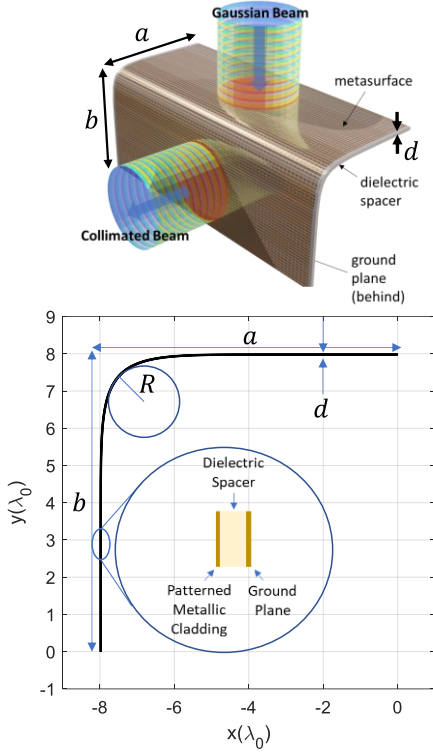 Gaussian Beam
a
metasurface
b
d
dielectric
spacer
Collimated Beam
ground
plane
(behind)
9
a
8
7
R
d
6
b
5
Dielectric
Spacer
4
y(λ0)
3
2
Patterned
Metallic
Cladding
Ground
Plane
1
0
-1
-8
-6
-4
-2
0
x(λ0)